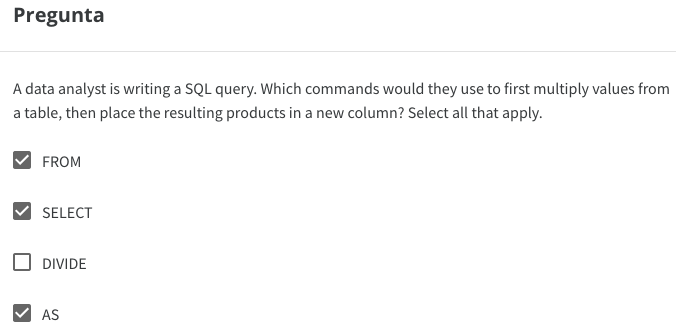 Pregunta
A data analyst is writing a SQL query. Which commands would they use to first multiply values from
a table, then place the resulting products in a new column? Select all that apply.
FROM
SELECT
DIVIDE
AS